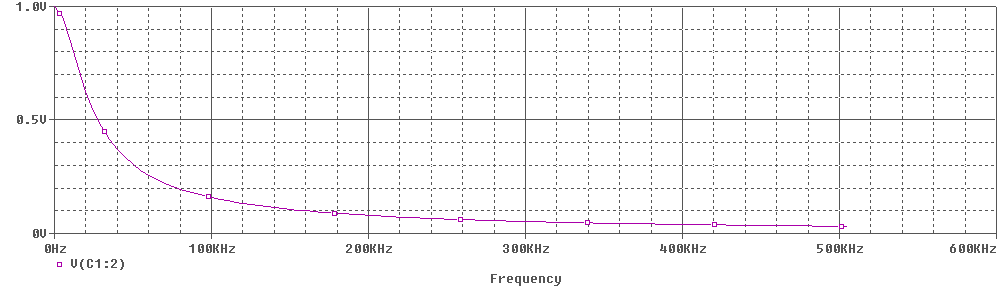 1.0V
0.5V
0V
0Hz 100KHz 200KHz 300KHz 400KHz 500KHz 600KHz
V(C1:2)
Frequency